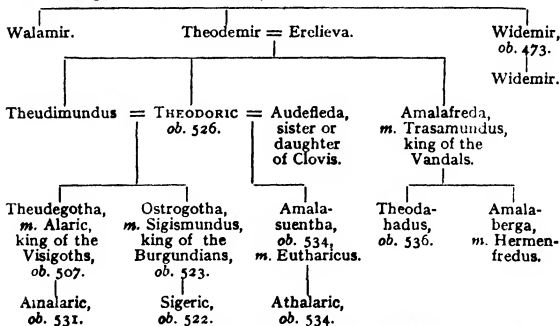 Walamir.
Theodemir = Erelieva.
Widemir,
ob. 473.
Widemir.
Theudimundus
= THEODORIC =
ob. 526.
Audefleda,
sister or
daughter
of Clovis.
Amalafreda,
m. Trasamundus,
king of the
Vandals.
Theudegotha,
m. Alaric,
king of the
Visigoths,
ob. 507.
Ostrogotha,
m. Sigismundus,
king of the
Burgundians,
ob. 523.
Amala-
suentha,
ob. 534,
m. Eutharicus.
Theoda-
hadus,
ob. 536.
Amala-
berga,
m. Hermen-
fredus.
Amalaric,
ob. 531.
Sigeric,
ob. 522.
Athalaric,
ob. 534.